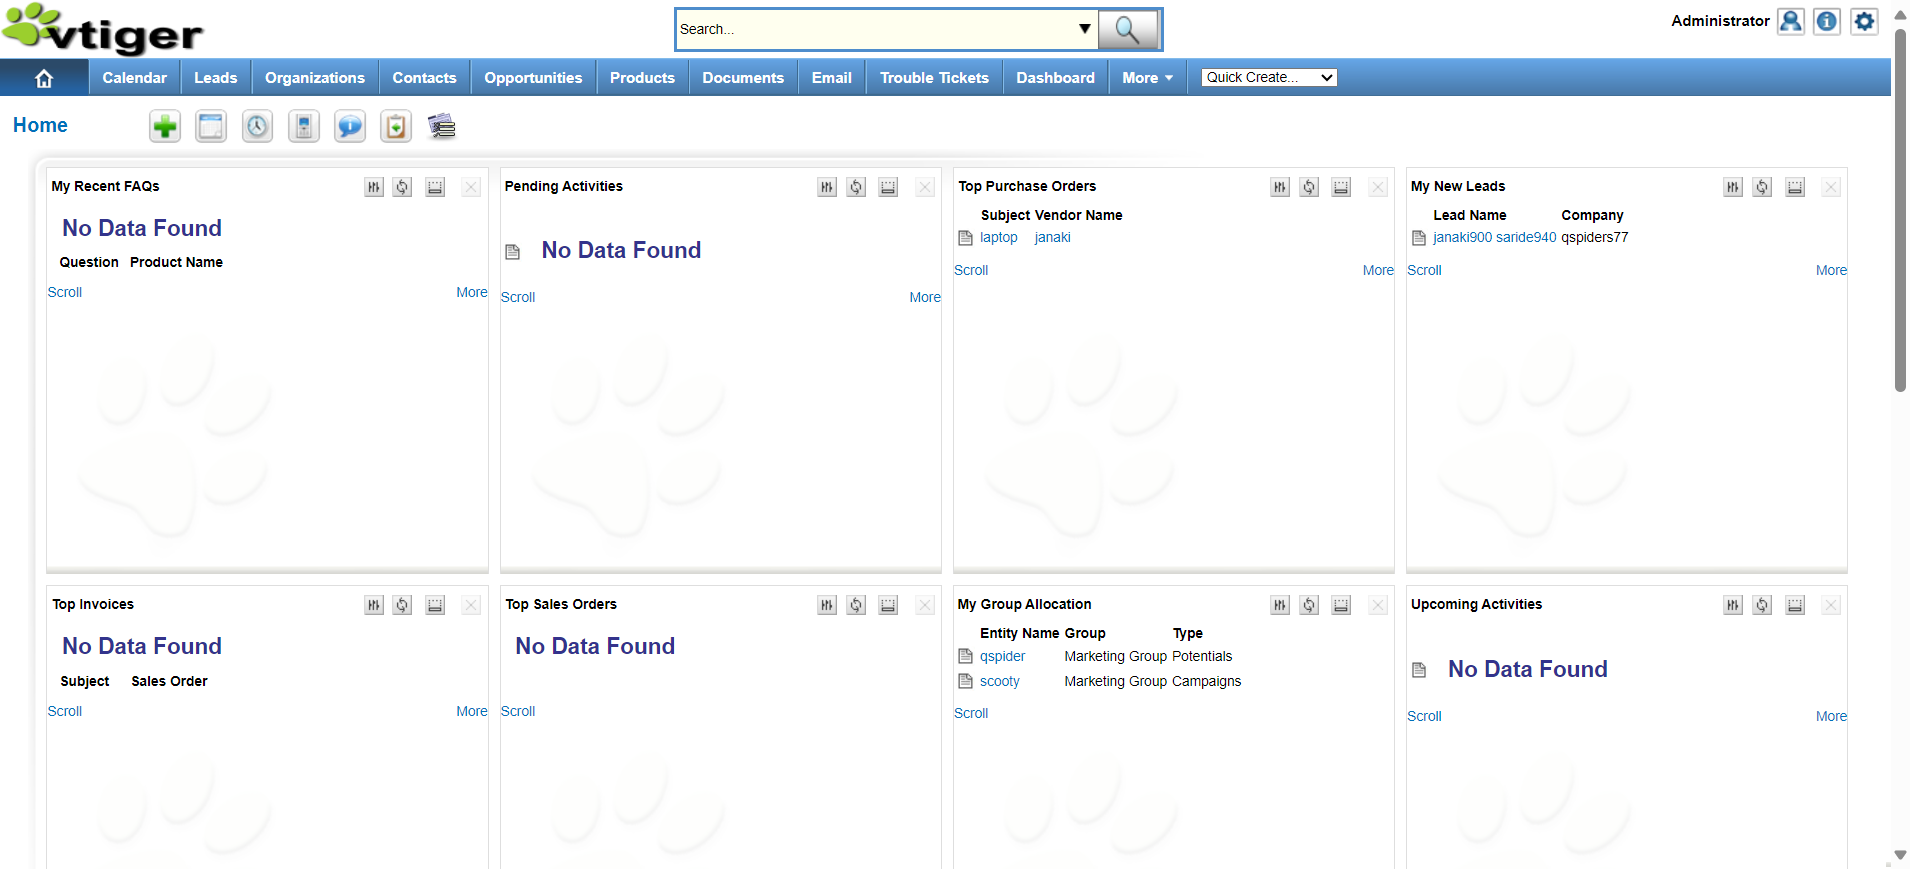 vtiger
Search...
Administrator
Calendar
Leads
Organizations
Contacts
Opportunities
Products
Documents
Email
Trouble Tickets
Dashboard
More
Quick Create...
Home
My Recent FAQs
No Data Found
Question Product Name
Scroll More
Pending Activities
No Data Found
Scroll More
Top Purchase Orders
Subject Vendor Name
laptop janaki
Scroll More
My New Leads
Lead Name Company
janaki900 saride940 qspiders77
Scroll More
Top Invoices
No Data Found
Subject Sales Order
Scroll More
Top Sales Orders
No Data Found
Scroll
My Group Allocation
Entity Name Group Type
qspider Marketing Group Potentials
scooty Marketing Group Campaigns
Scroll
Upcoming Activities
No Data Found
Scroll More